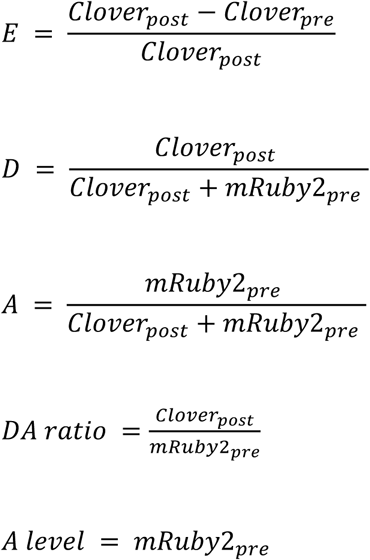 E = \frac{Clover_{post} - Clover_{pre}}{Clover_{post}}
D = \frac{Clover_{post}}{Clover_{post} + mRuby2_{pre}}
A = \frac{mRuby2_{pre}}{Clover_{post} + mRuby2_{pre}}
DA ratio = \frac{Clover_{post}}{mRuby2_{pre}}
A level = mRuby2_{pre}